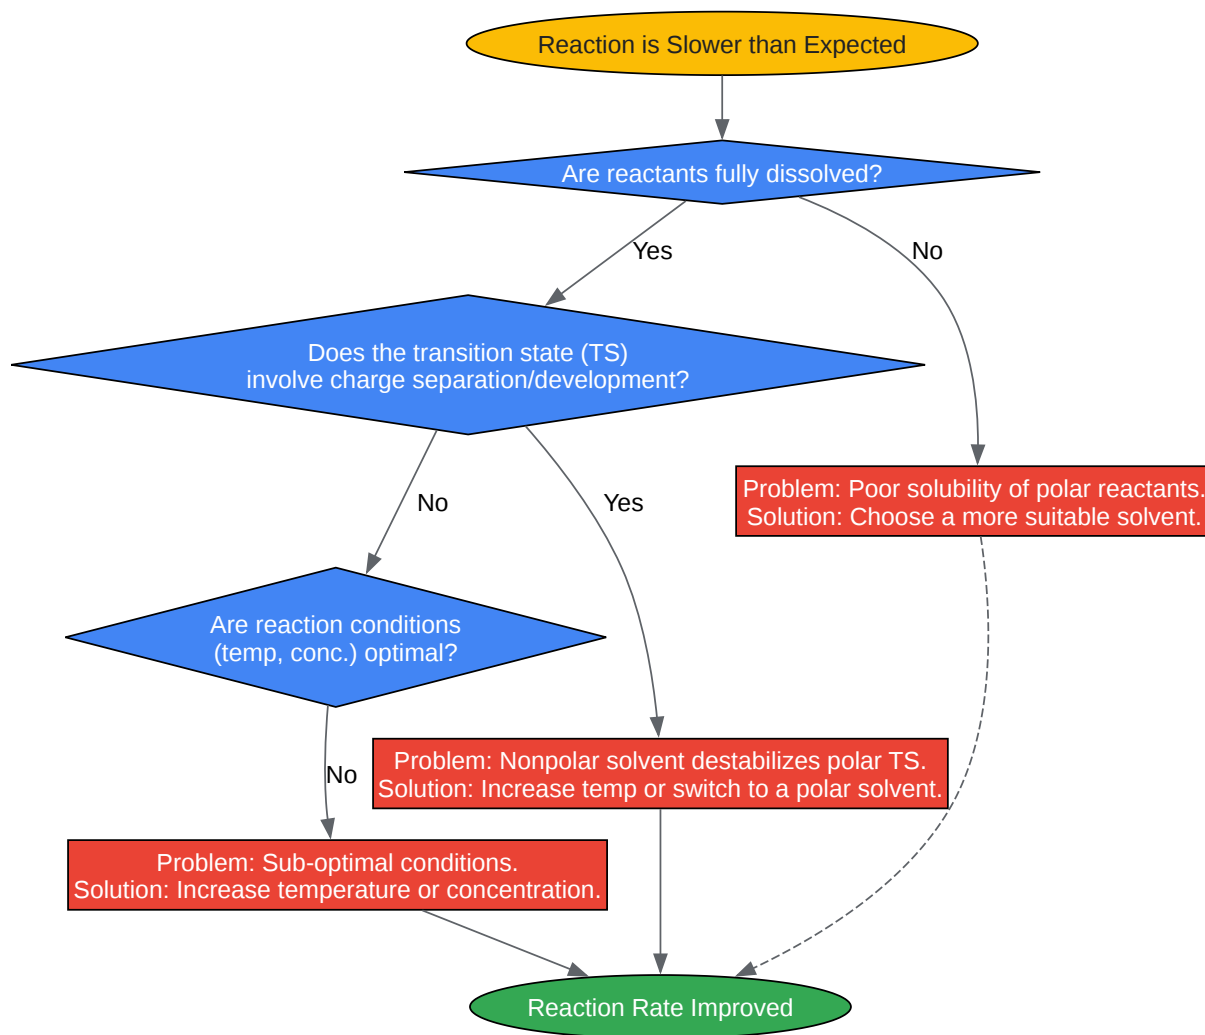 Reaction is Slower than Expected
Are reactants fully dissolved?
Yes
No
Does the transition state (TS)
involve charge separation/development?
No
Yes
Problem: Poor solubility of polar reactants.
Solution: Choose a more suitable solvent.
Are reaction conditions
(temp, conc.) optimal?
No
Problem: Nonpolar solvent destabilizes polar TS.
Solution: Increase temp or switch to a polar solvent.
Problem: Sub-optimal conditions.
Solution: Increase temperature or concentration.
Reaction Rate Improved